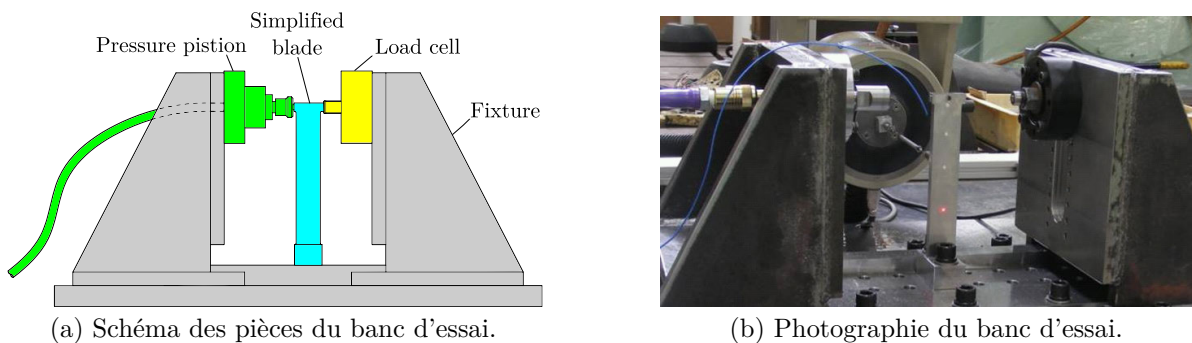 Simplified
blade
Pressure pistion
Load cell
Fixture
(a) Schéma des pièces du banc d'essai.
(b) Photographie du banc d'essai.